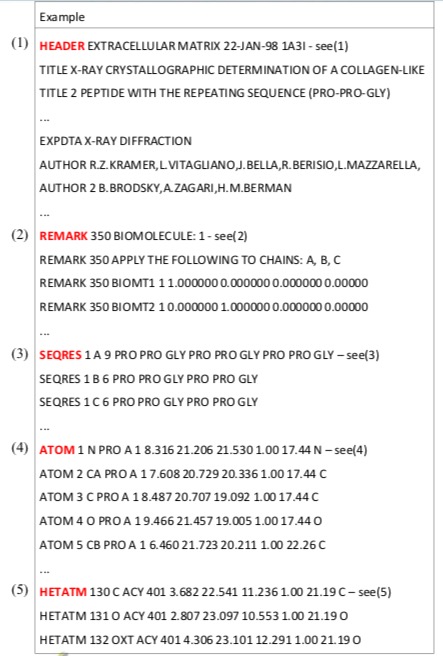 Example
(1) HEADER EXTRACELLULAR MATRIX 22-JAN-98 1A3I - see(1)
TITLE X-RAY CRYSTALLOGRAPHIC DETERMINATION OF A COLLAGEN-LIKE
TITLE 2 PEPTIDE WITH THE REPEATING SEQUENCE (PRO-PRO-GLY)
...
EXPDTA X-RAY DIFFRACTION
AUTHOR R.Z.KRAMER,L.VITAGLIANO,J.BELLA,R.BERISIO,L.MAZZARELLA,
AUTHOR 2 B.BRODSKY,A.ZAGARI,H.M.BERMAN
...
(2) REMARK 350 BIOMOLECULE: 1 - see(2)
REMARK 350 APPLY THE FOLLOWING TO CHAINS: A, B, C
REMARK 350 BIOMT1 1 1.000000 0.000000 0.000000 0.00000
REMARK 350 BIOMT2 1 0.000000 1.000000 0.000000 0.00000
...
(3) SEQRES 1 A 9 PRO PRO GLY PRO PRO GLY PRO PRO GLY – see(3)
SEQRES 1 B 6 PRO PRO GLY PRO PRO GLY
SEQRES 1 C 6 PRO PRO GLY PRO PRO GLY
...
(4) ATOM 1 N PRO A 1 8.316 21.206 21.530 1.00 17.44 N – see(4)
ATOM 2 CA PRO A 1 7.608 20.729 20.336 1.00 17.44 C
ATOM 3 C PRO A 1 8.487 20.707 19.092 1.00 17.44 C
ATOM 4 O PRO A 1 9.466 21.457 19.005 1.00 17.44 O
ATOM 5 CB PRO A 1 6.460 21.723 20.211 1.00 22.26 C
...
(5) HETATM 130 C ACY 401 3.682 22.541 11.236 1.00 21.19 C – see(5)
HETATM 131 O ACY 401 2.807 23.097 10.553 1.00 21.19 O
HETATM 132 OXT ACY 401 4.306 23.101 12.291 1.00 21.19 O